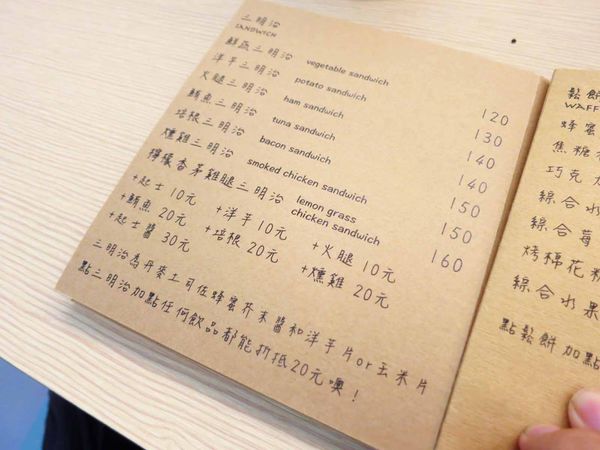 三明治
SANDWICH
鮮蔬三明治 vegetable sandwich 120
洋芋三明治 potato sandwich 130
火腿三明治 ham sandwich 140
鮪魚三明治 tuna sandwich 140
培根三明治 bacon sandwich 150
燻雞三明治 smoked chicken sandwich 150
檸檬香茅雞腿三明治 lemon grass chicken sandwich 160
+起士 10元 +洋芋 10元 +火腿 10元
+鮪魚 20元 +培根 20元 +燻雞 20元
+起士醬 30元
三明治為丹麥土司佐蜂蜜芥末醬和洋芋片or玉米片
點三明治加點任何飲品都能折抵20元噢！
鬆餅
WAFF
蜂蜜
焦糖
巧克
綜合水
綜合莓
烤棉花糖
綜合水果
點鬆餅加點